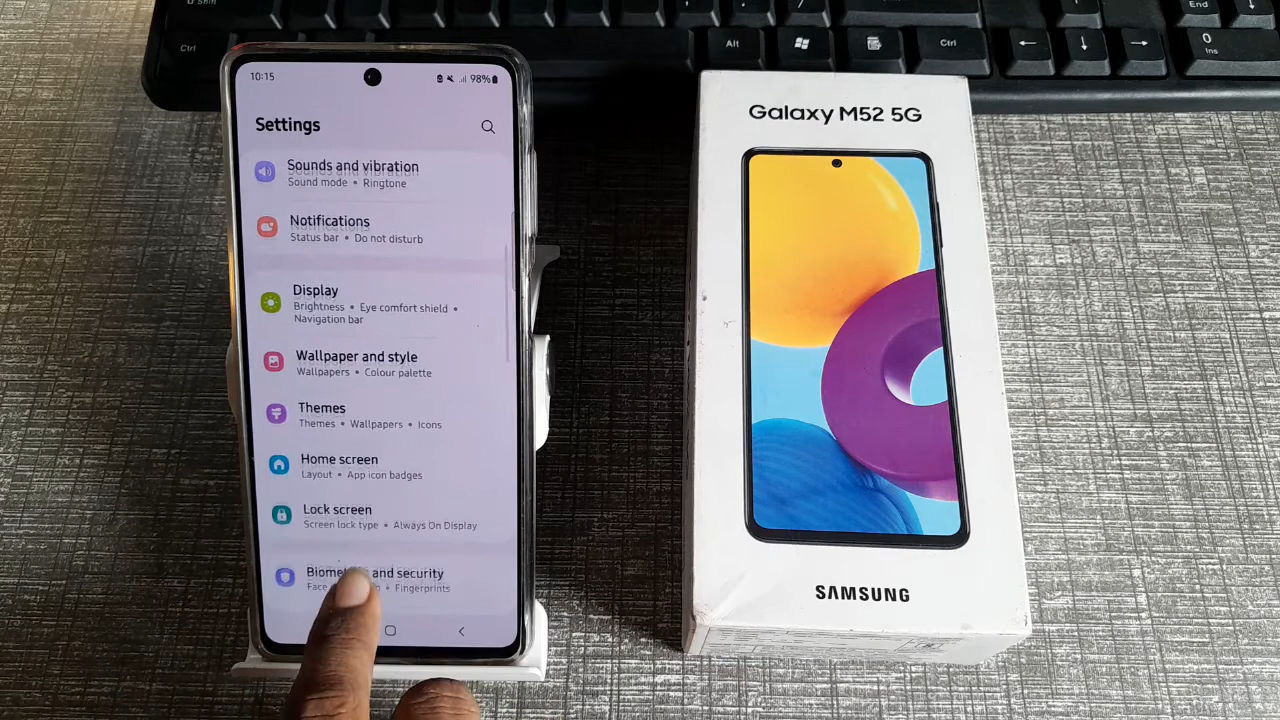 Shift
Ctrl
Alt
Ctrl
End
0
Ins
10:15
98%
Settings
Sounds and vibration
Sound mode • Ringtone
Notifications
Status bar • Do not disturb
Display
Brightness • Eye comfort shield •
Navigation bar
Wallpaper and style
Wallpapers • Colour palette
Themes
Themes • Wallpapers • Icons
Home screen
Layout • App icon badges
Lock screen
Screen lock type • Always On Display
and security
Face • Fingerprints
Galaxy M52 5G
SAMSUNG